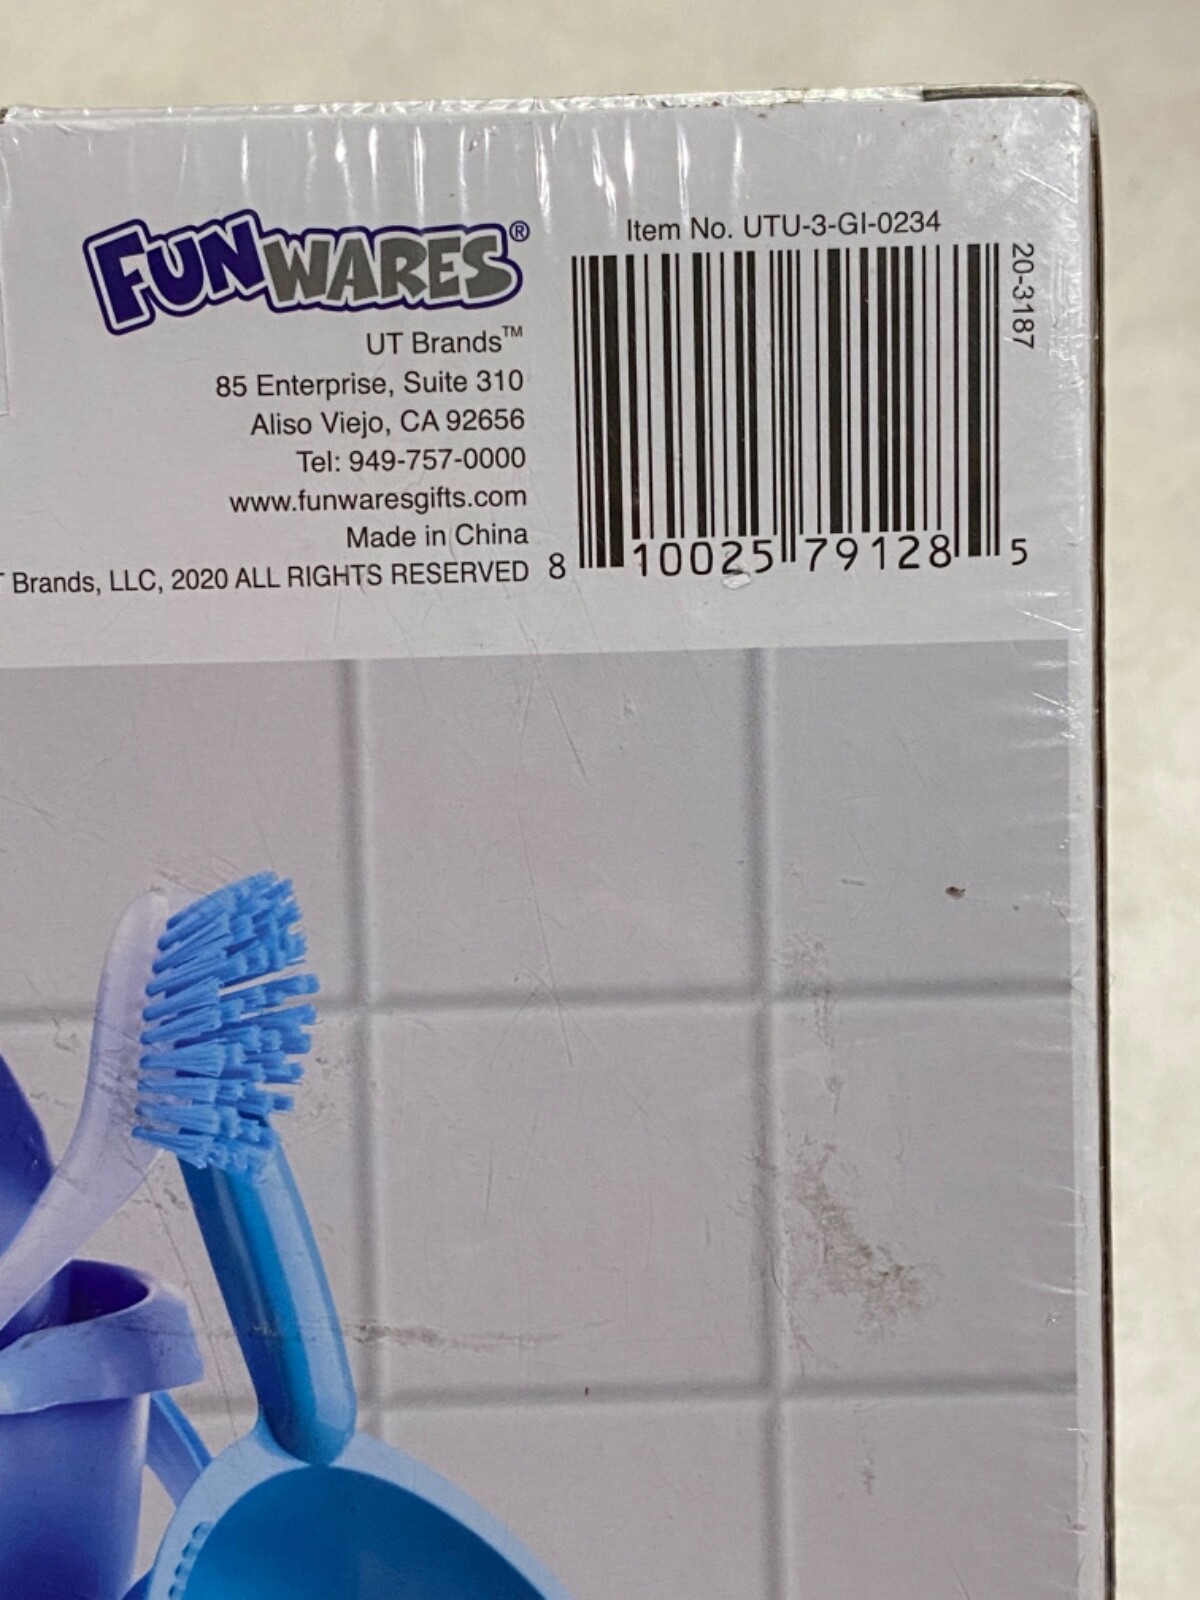 FUNWARES®
UT Brands™
85 Enterprise, Suite 310
Aliso Viejo, CA 92656
Tel: 949-757-0000
www.funwaresgifts.com
Made in China
Brands, LLC, 2020 ALL RIGHTS RESERVED
Item No. UTU-3-GI-0234
20-3187
8 10025 79128 5